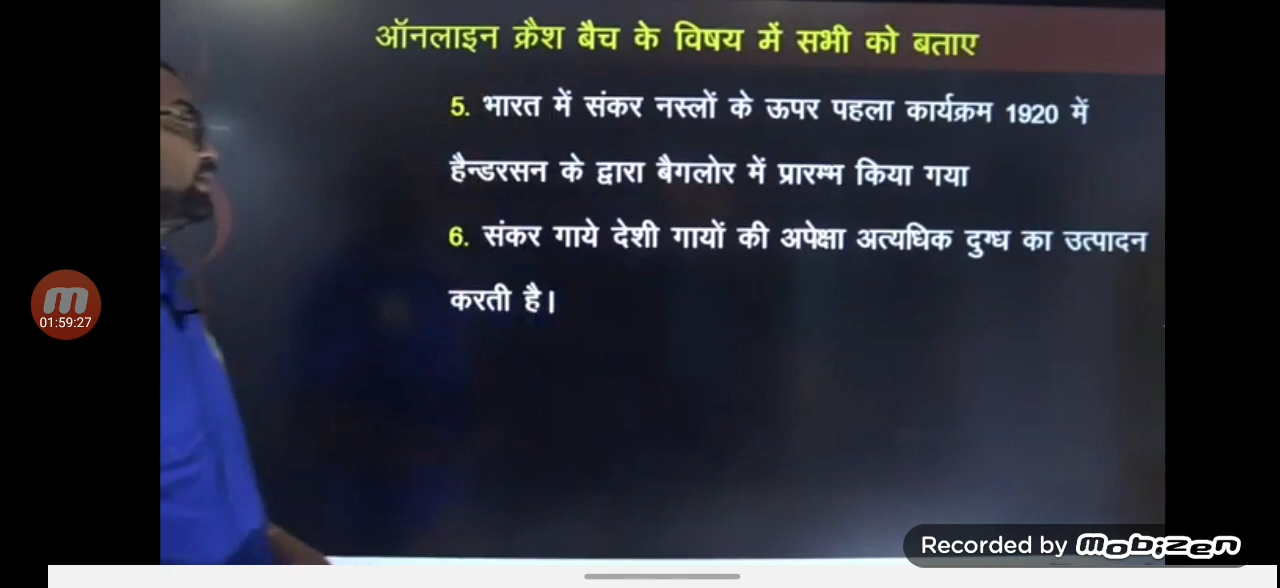 ऑनलाइन क्रैश बैच के विषय में सभी को बताए
5. भारत में संकर नस्लों के ऊपर पहला कार्यक्रम 1920 में
हैन्डरसन के द्वारा बैगलोर में प्रारम्भ किया गया
6. संकर गाये देशी गायों की अपेक्षा अत्यधिक दुग्ध का उत्पादन
करती है।
01:59:27
Recorded by mobizen